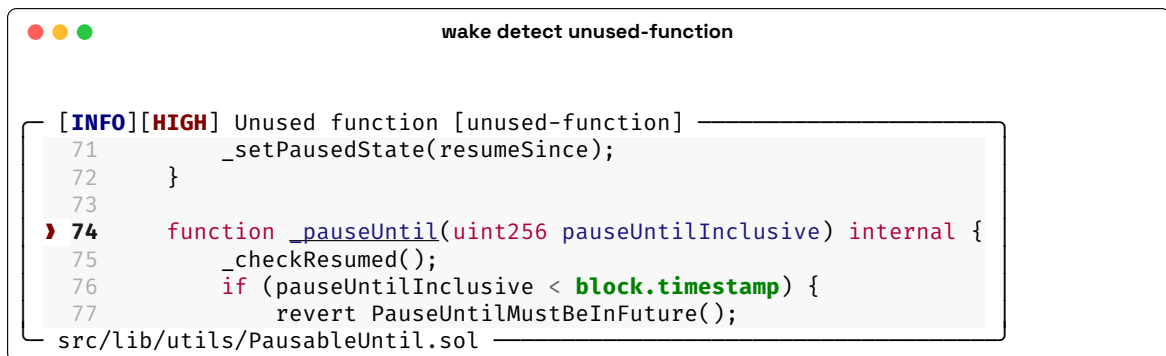 wake detect unused-function
[INFO][HIGH] Unused function [unused-function]
71 _setPausedState(resumeSince);
72 }
73
❱ 74 function _pauseUntil(uint256 pauseUntilInclusive) internal {
75 _checkResumed();
76 if (pauseUntilInclusive < block.timestamp) {
77 revert PauseUntilMustBeInFuture();
src/lib/utils/PausableUntil.sol